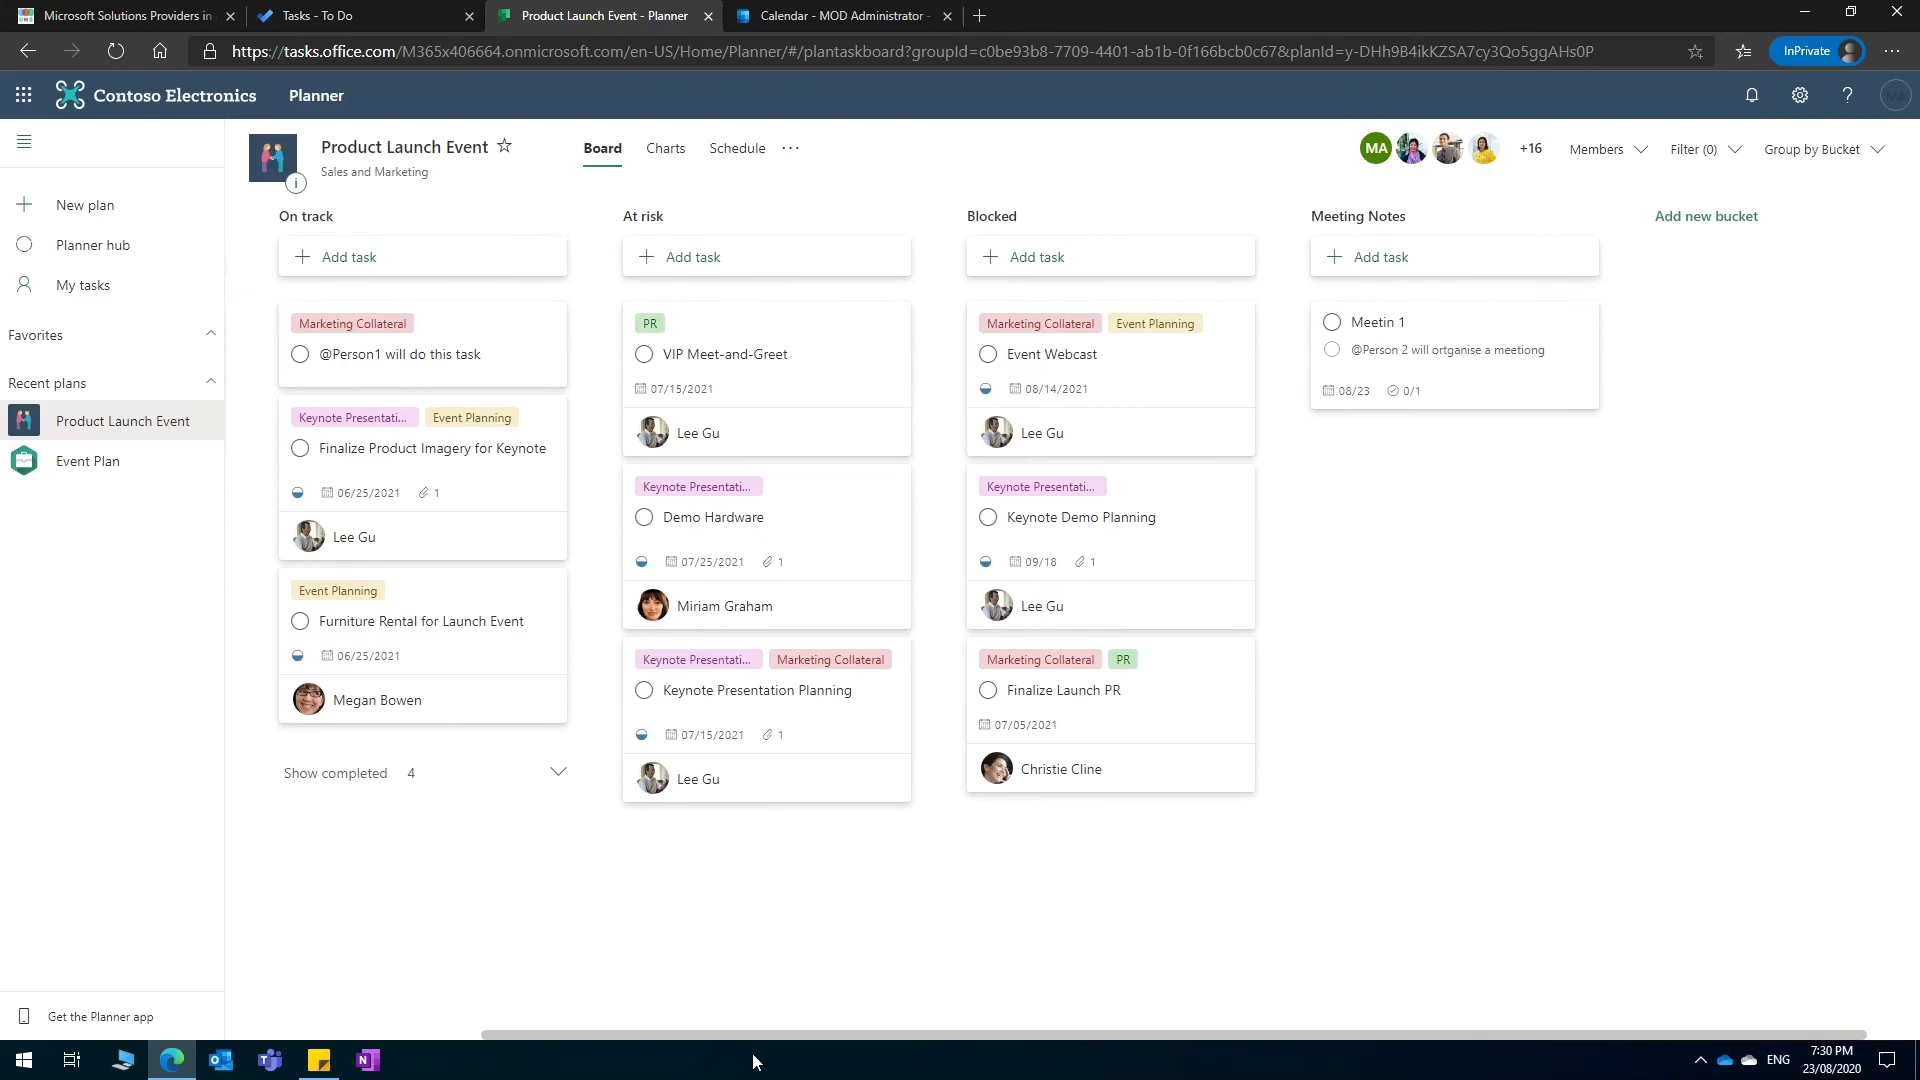 Microsoft Solutions Providers in
Tasks - To Do
Product Launch Event - Planner
Calendar - MOD Administrator -
https://tasks.office.com/M365x406664.onmicrosoft.com/en-US/Home/Planner/#/plantaskboard?groupId=c0be93b8-7709-4401-ab1b-0f166bcb0c67&planId=y-DHh9B4ikKZSA7cy3Qo5ggAHs0P
InPrivate
Contoso Electronics
Planner
MA
New plan
Planner hub
My tasks
Favorites
Recent plans
Product Launch Event
Event Plan
Get the Planner app
Product Launch Event
Sales and Marketing
Board
Charts
Schedule
MA
+16
Members
Filter (0)
Group by Bucket
On track
Add task
Marketing Collateral
@Person1 will do this task
Keynote Presentati... Event Planning
Finalize Product Imagery for Keynote
06/25/2021 1
Lee Gu
Event Planning
Furniture Rental for Launch Event
06/25/2021
Megan Bowen
Show completed 4
At risk
Add task
PR
VIP Meet-and-Greet
07/15/2021
Lee Gu
Keynote Presentati...
Demo Hardware
07/25/2021 1
Miriam Graham
Keynote Presentati... Marketing Collateral
Keynote Presentation Planning
07/15/2021 1
Lee Gu
Blocked
Add task
Marketing Collateral Event Planning
Event Webcast
08/14/2021
Lee Gu
Keynote Presentati...
Keynote Demo Planning
09/18 1
Lee Gu
Marketing Collateral PR
Finalize Launch PR
07/05/2021
Christie Cline
Meeting Notes
Add task
Meetin 1
@Person 2 will ortganise a meetiong
08/23 0/1
Add new bucket
ENG
7:30 PM
23/08/2020